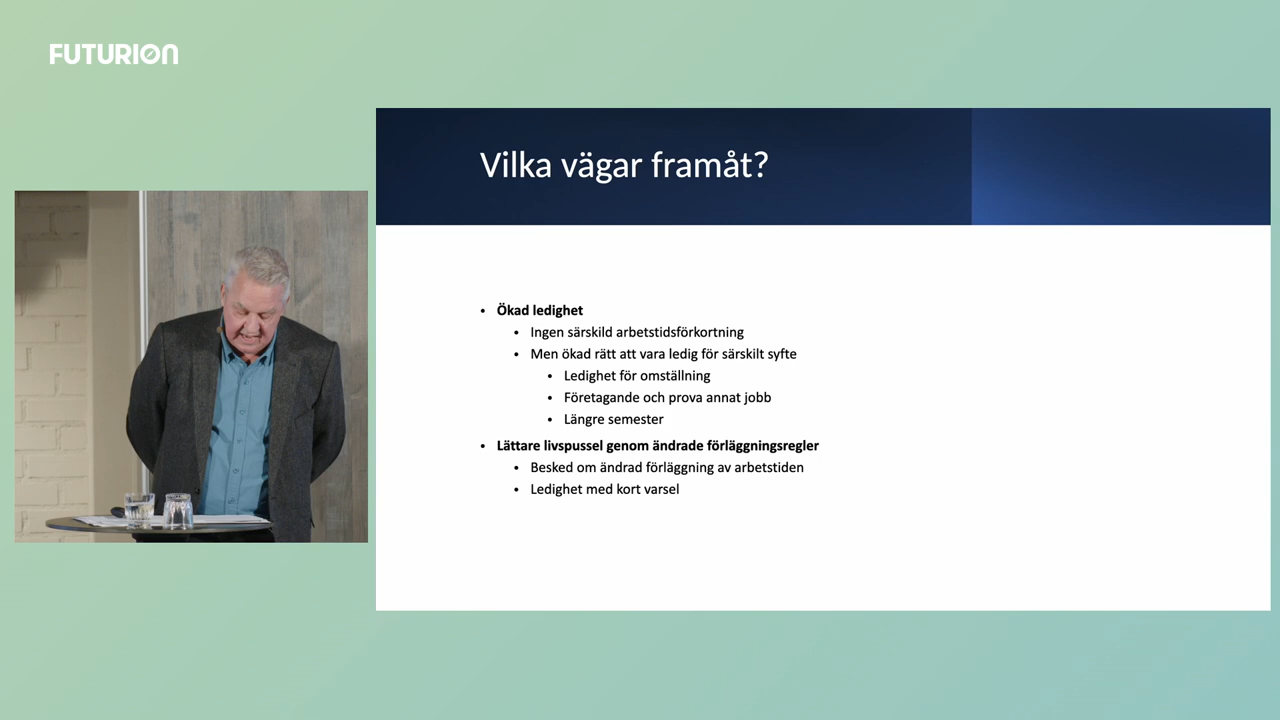 FUTURION
Vilka vägar framåt?
• Ökad ledighet
• Ingen särskild arbetstidsförkortning
• Men ökad rätt att vara ledig för särskilt syfte
• Ledighet för omställning
• Företagande och prova annat jobb
• Längre semester
• Lättare livspussel genom ändrade förläggningsregler
• Besked om ändrad förläggning av arbetstiden
• Ledighet med kort varsel